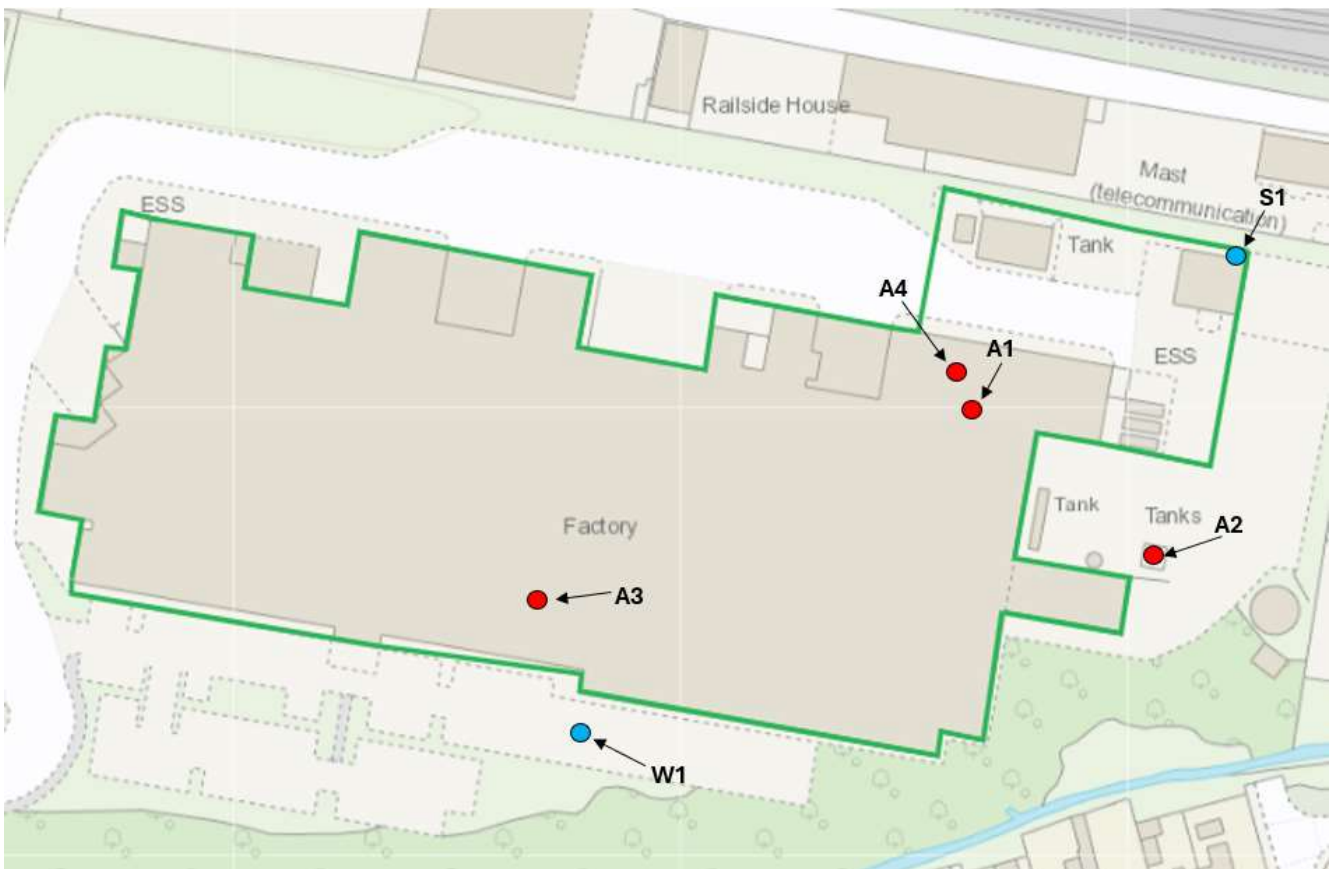 Railside House
Mast
(telecommunication)
S1
ESS
Tank
A4
A1
ESS
Tank
Tanks
A2
Factory
A3
W1